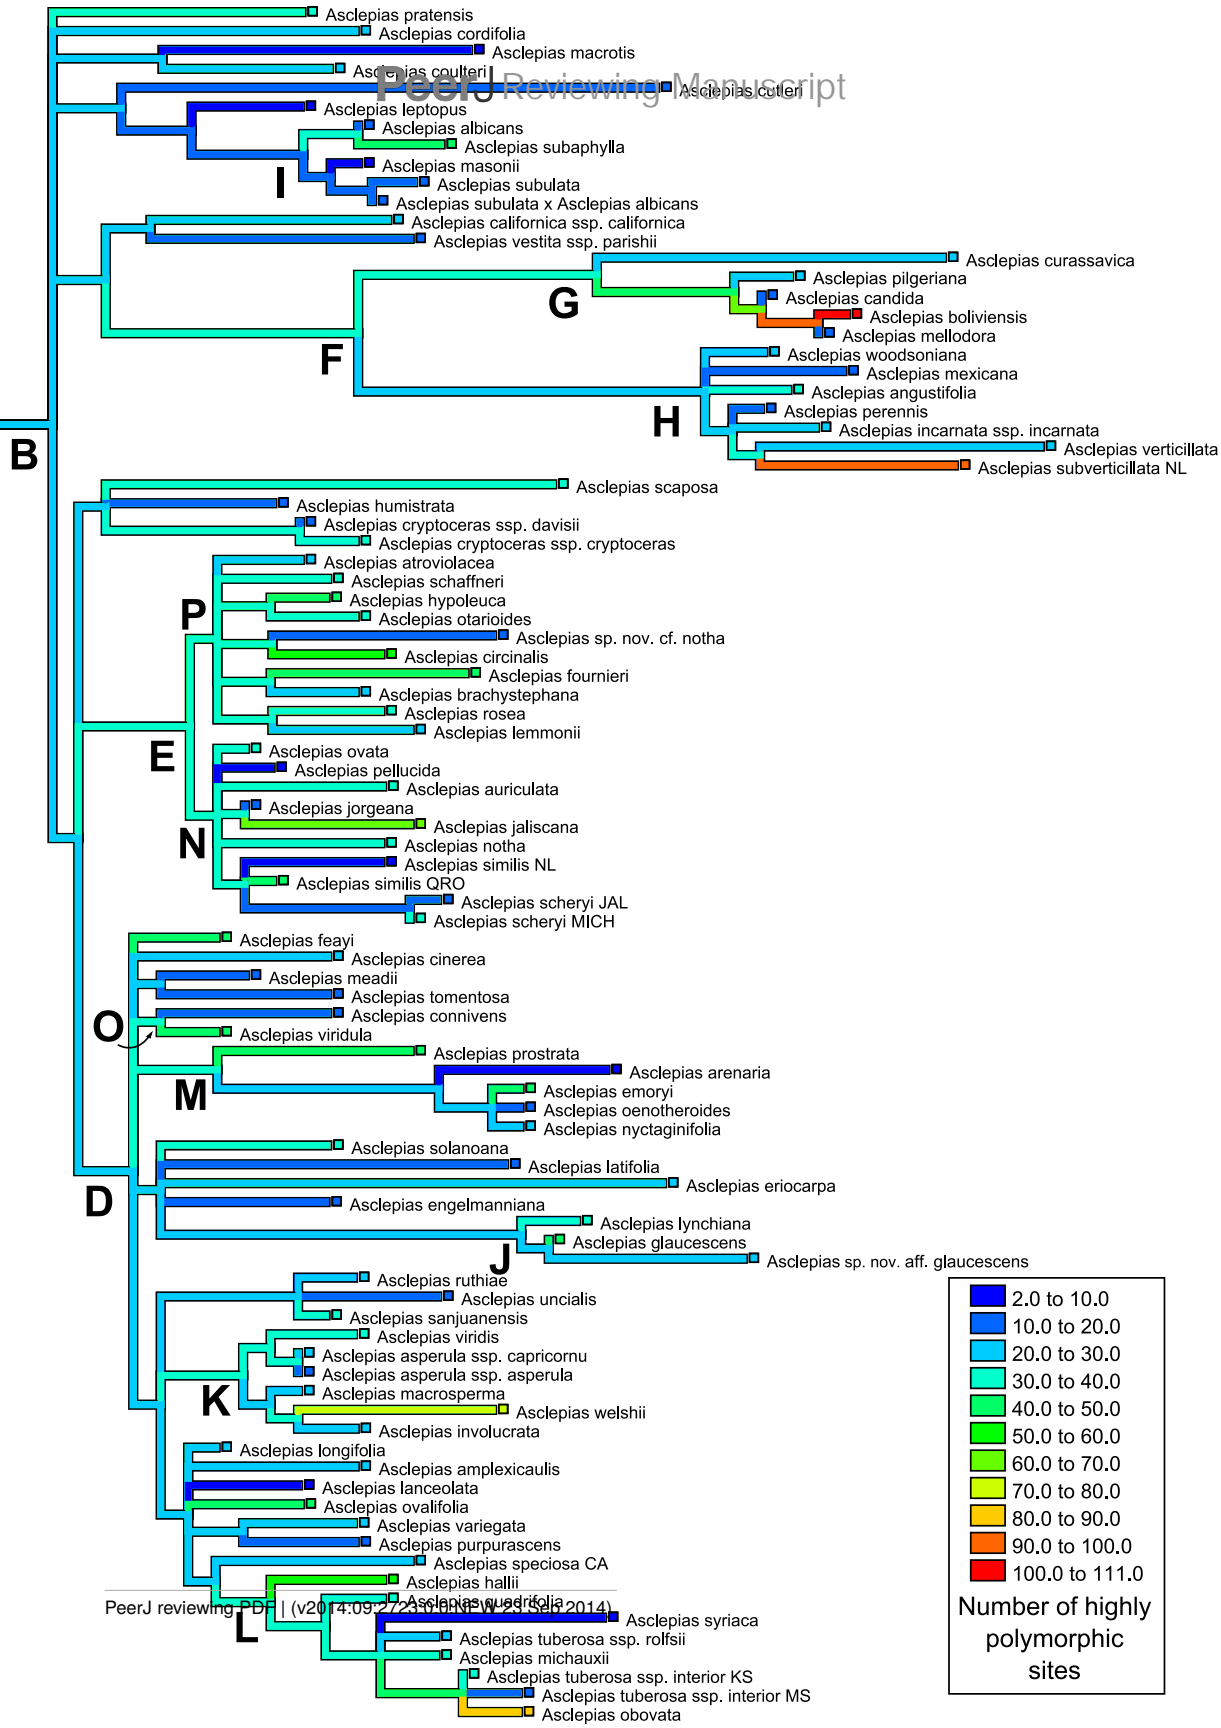 Asclepias pratensis
Asclepias cordifolia
Asclepias macrotis
Asclepias coulteri
PeerJ Reviewing Manuscript
Asclepias cutleri
Asclepias leptopus
Asclepias albicans
Asclepias subaphylla
Asclepias masonii
I
Asclepias subulata
Asclepias subulata x Asclepias albicans
Asclepias californica ssp. californica
Asclepias vestita ssp. parishii
Asclepias curassavica
Asclepias pilgeriana
G
Asclepias candida
Asclepias boliviensis
Asclepias mellodora
F
Asclepias woodsoniana
Asclepias mexicana
Asclepias angustifolia
Asclepias perennis
H
Asclepias incarnata ssp. incarnata
Asclepias verticillata
B
Asclepias subverticillata NL
Asclepias scaposa
Asclepias humistrata
Asclepias cryptoceras ssp. davisii
Asclepias cryptoceras ssp. cryptoceras
Asclepias atroviolacea
Asclepias schaffneri
Asclepias hypoleuca
P
Asclepias otarioides
Asclepias sp. nov. cf. notha
Asclepias circinalis
Asclepias fournieri
Asclepias brachystephana
Asclepias rosea
Asclepias lemmonii
E
Asclepias ovata
Asclepias pellucida
Asclepias auriculata
Asclepias jorgeana
Asclepias jaliscana
N
Asclepias notha
Asclepias similis NL
Asclepias similis QRO
Asclepias scheryi JAL
Asclepias scheryi MICH
Asclepias feayi
Asclepias cinerea
Asclepias meadii
Asclepias tomentosa
Asclepias connivens
O
Asclepias viridula
Asclepias prostrata
Asclepias arenaria
M
Asclepias emoryi
Asclepias oenotheroides
Asclepias nyctaginifolia
Asclepias solanoana
Asclepias latifolia
Asclepias eriocarpa
D
Asclepias engelmanniana
Asclepias lynchiana
Asclepias glaucescens
J
Asclepias sp. nov. aff. glaucescens
Asclepias ruthiae
Asclepias uncialis
Asclepias sanjuanensis
Asclepias viridis
Asclepias asperula ssp. capricornu
Asclepias asperula ssp. asperula
K
Asclepias macrosperma
Asclepias welshii
Asclepias involucrata
Asclepias longifolia
Asclepias amplexicaulis
Asclepias lanceolata
Asclepias ovalifolia
Asclepias variegata
Asclepias purpurascens
Asclepias speciosa CA
Asclepias hallii
Asclepias quadrifolia
PeerJ reviewing PDF | (v2014:09:2723:0:0:NEW 23 Sep 2014)
L
Asclepias syriaca
Asclepias tuberosa ssp. rolfsii
Asclepias michauxii
Asclepias tuberosa ssp. interior KS
Asclepias tuberosa ssp. interior MS
Asclepias obovata
2.0 to 10.0
10.0 to 20.0
20.0 to 30.0
30.0 to 40.0
40.0 to 50.0
50.0 to 60.0
60.0 to 70.0
70.0 to 80.0
80.0 to 90.0
90.0 to 100.0
100.0 to 111.0
Number of highly
polymorphic
sites